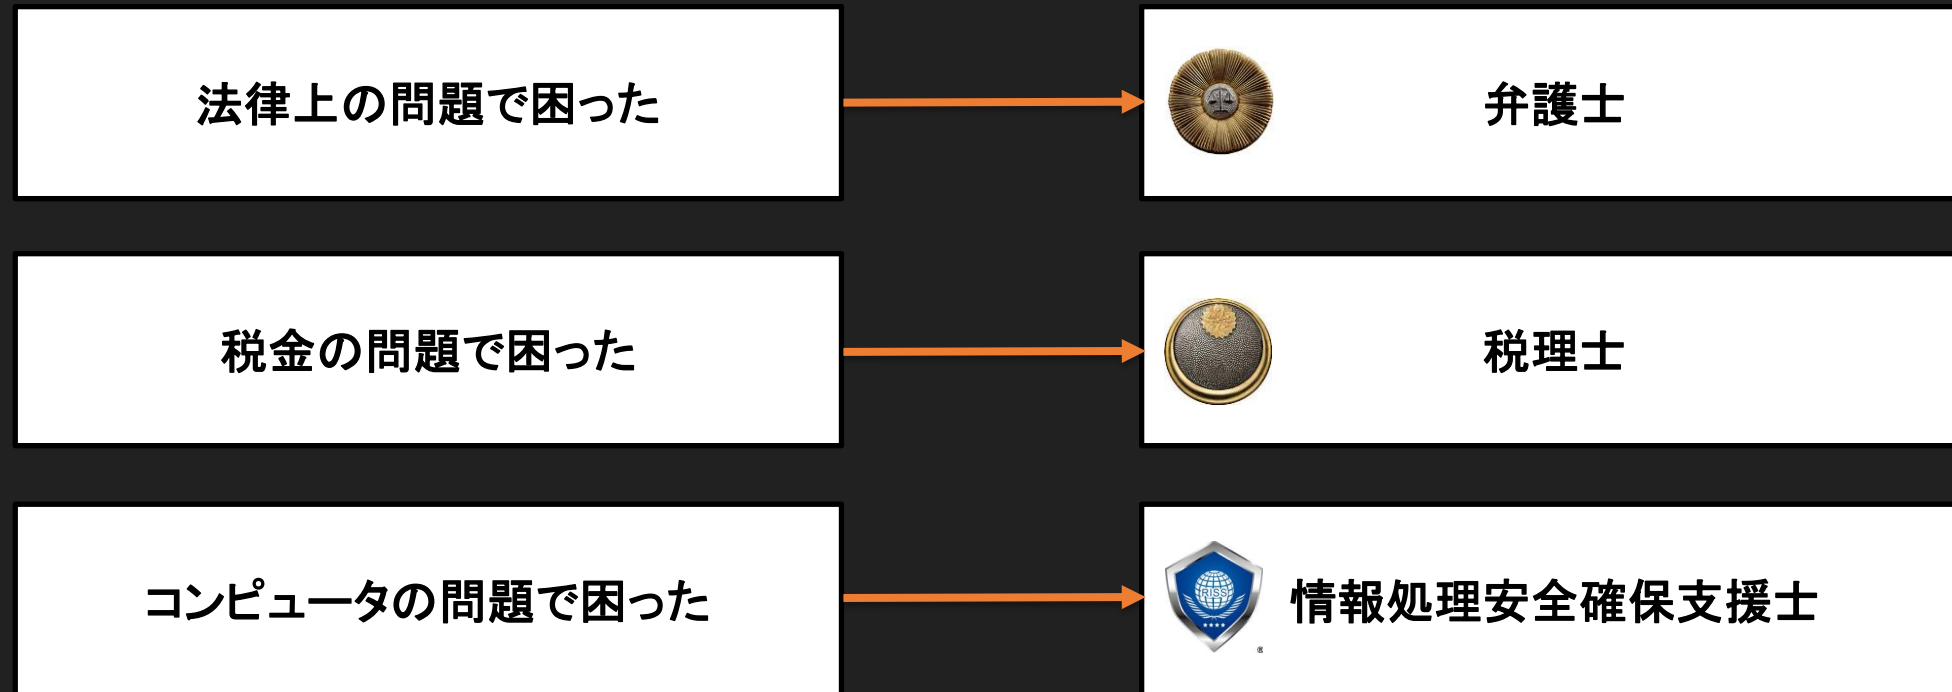 法律上の問題で困った
弁護士
税金の問題で困った
税理士
コンピュータの問題で困った
RISS
情報処理安全確保支援士
®